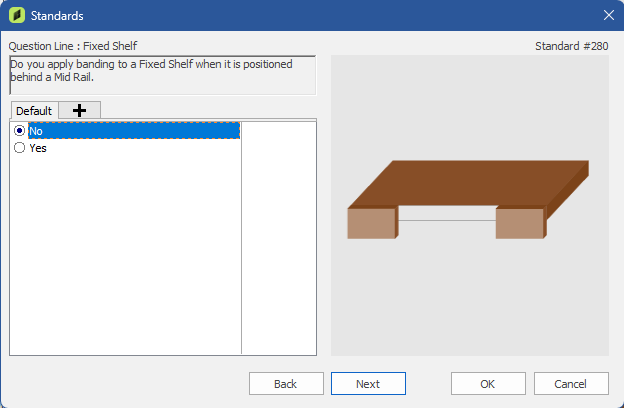 Standards
Question Line : Fixed Shelf
Standard #280
Do you apply banding to a Fixed Shelf when it is positioned
behind a Mid Rail.
Default
No
Yes
Back
Next
OK
Cancel